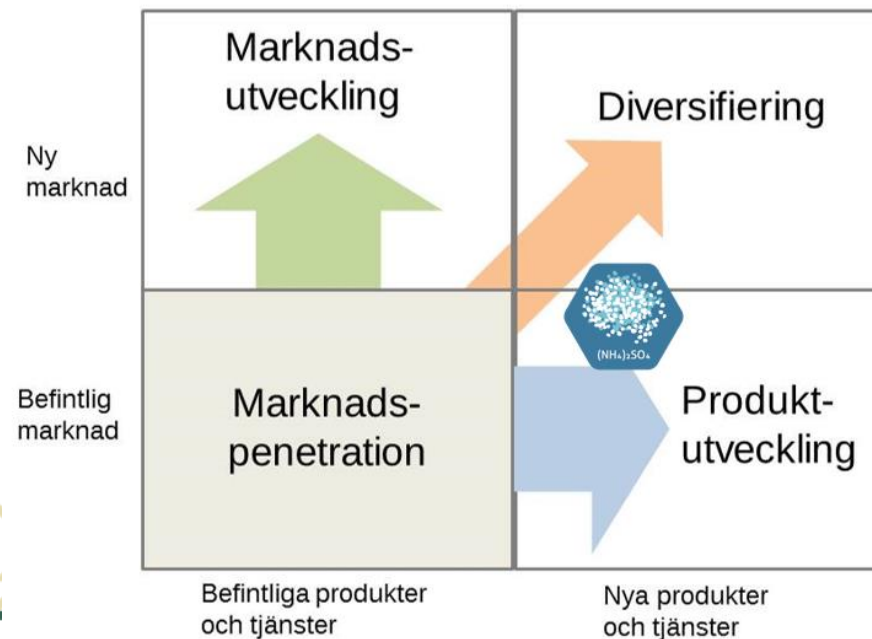 Marknads-
utveckling
Diversifiering
Ny
marknad
(NH₄)₂SO₄
Befintlig
marknad
Marknads-
penetration
Produkt-
utveckling
Befintliga produkter
och tjänster
Nya produkter
och tjänster